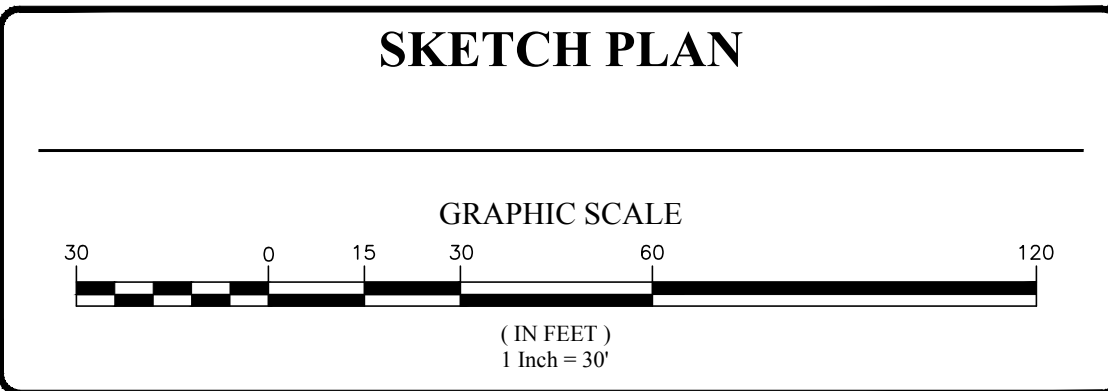 SKETCH PLAN
GRAPHIC SCALE
30 0 15 30 60 120
( IN FEET )
1 Inch = 30'